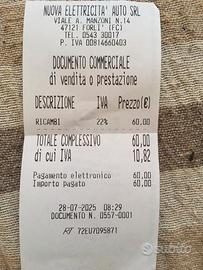 NUOVA ELETTRICITA' AUTO SRL
VIALE A. MANZONI N.14
47121 FORLI' (FC)
TEL. 0543 30017
P. IVA 00814660403
DOCUMENTO COMMERCIALE
di vendita o prestazione
DESCRIZIONE IVA Prezzo(€)
RICAMBI 22% 60,00
TOTALE COMPLESSIVO 60,00
di cui IVA 10,82
Pagamento elettronico 60,00
Importo pagato 60,00
28-07-2025 08:29
DOCUMENTO N. 0557-0001
RT 72EU7095871
subito